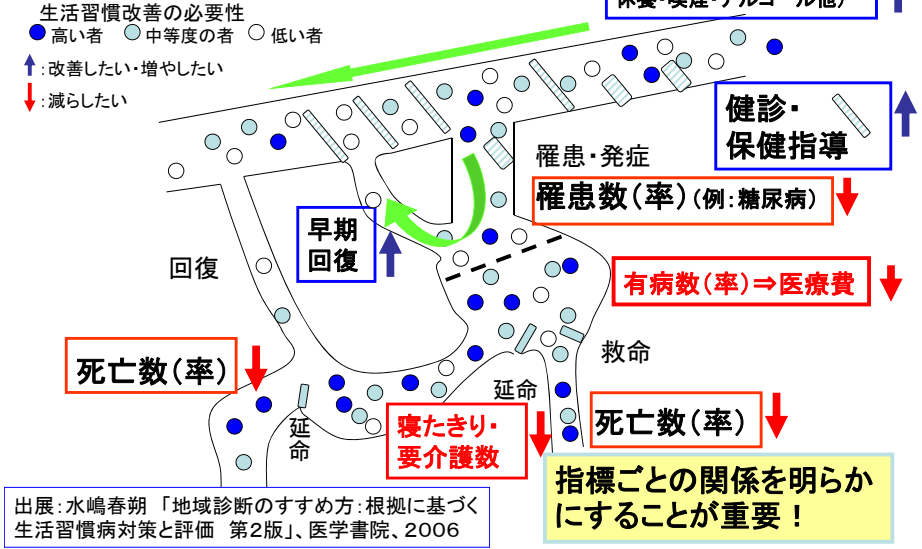 生活習慣改善の必要性
高い者 中等度の者 低い者
:改善したい・増やしたい
:減らしたい
健診・
保健指導
罹患・発症
罹患数(率)(例:糖尿病)
早期
回復
回復
有病数(率)⇒医療費
救命
死亡数(率)
延命
延命
寝たきり・
要介護数
死亡数(率)
指標ごとの関係を明らか
にすることが重要!
出展:水嶋春朔 「地域診断のすすめ方:根拠に基づく
生活習慣病対策と評価 第2版」、医学書院、2006